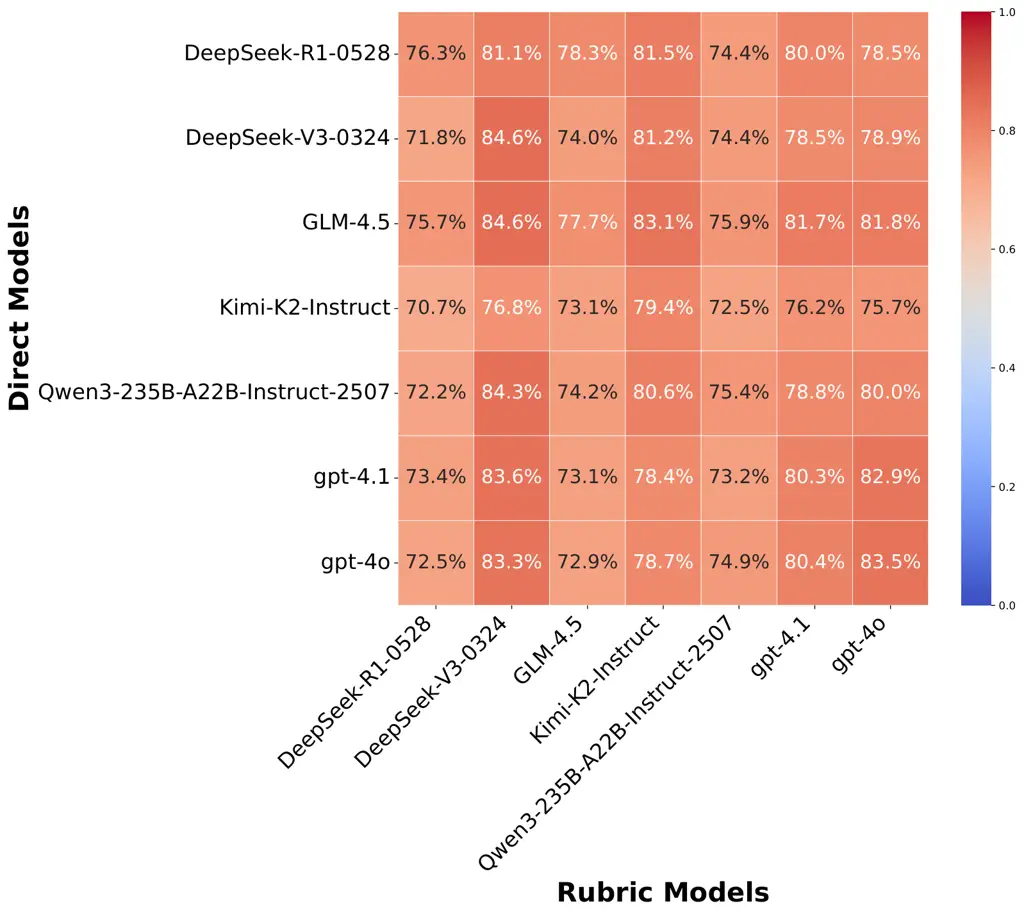 DeepSeek-R1-0528 76.3% 81.1% 78.3% 81.5% 74.4% 80.0% 78.5%
DeepSeek-V3-0324 71.8% 84.6% 74.0% 81.2% 74.4% 78.5% 78.9%
GLM-4.5 75.7% 84.6% 77.7% 83.1% 75.9% 81.7% 81.8%
Kimi-K2-Instruct 70.7% 76.8% 73.1% 79.4% 72.5% 76.2% 75.7%
Qwen3-235B-A22B-Instruct-2507 72.2% 84.3% 74.2% 80.6% 75.4% 78.8% 80.0%
gpt-4.1 73.4% 83.6% 73.1% 78.4% 73.2% 80.3% 82.9%
gpt-4o 72.5% 83.3% 72.9% 78.7% 74.9% 80.4% 83.5%
Direct Models
DeepSeek-R1-0528
DeepSeek-V3-0324
GLM-4.5
Kimi-K2-Instruct
Qwen3-235B-A22B-Instruct-2507
gpt-4.1
gpt-4o
Rubric Models
1.0
0.8
0.6
0.4
0.2
0.0